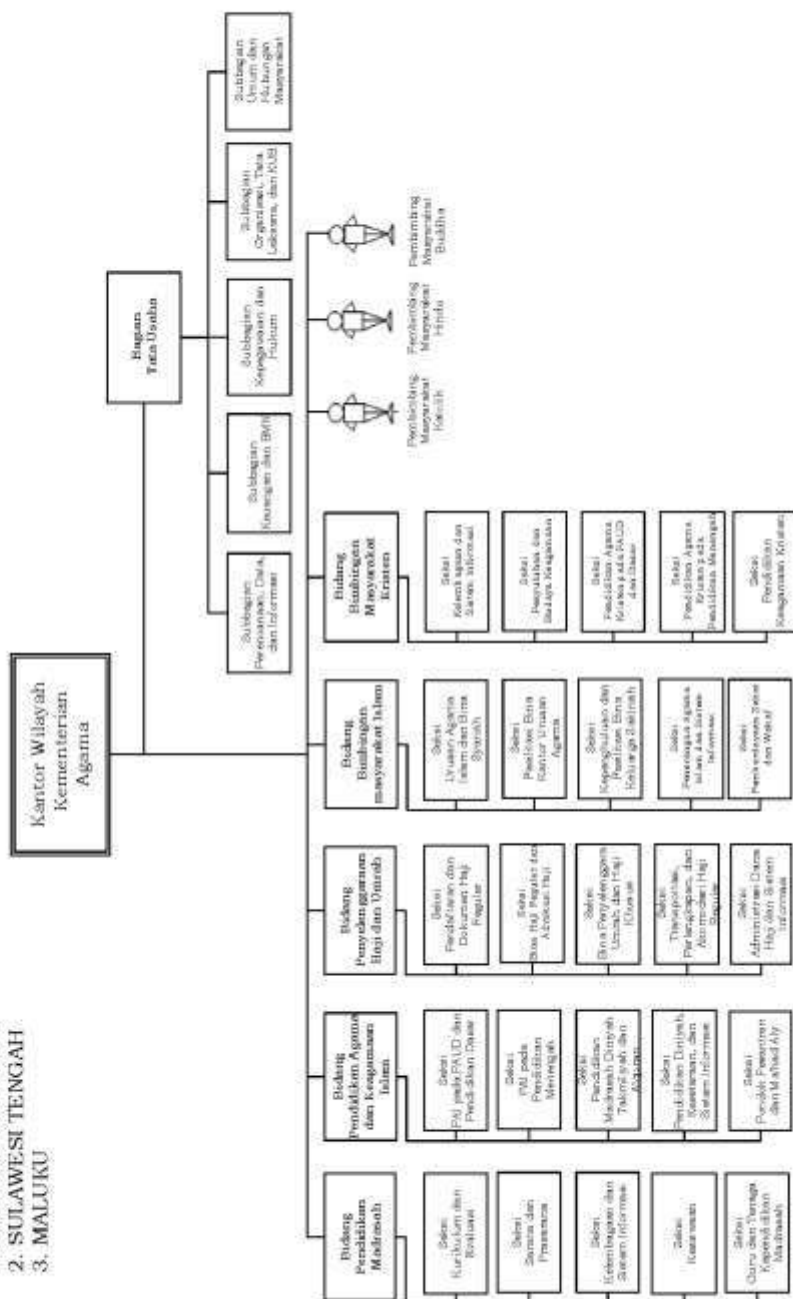 2. SULAWESI TENGAH
3. MALUKU
Kantor Wilayah
Kementerian
Agama
Bagian
Tata Usaha
Subbagian
Perencanaan, Data,
dan Informasi
Subbagian
Keuangan dan BMN
Subbagian
Kepegawaian dan
Hukum
Subbagian
Organisasi, Tata
Laksana, dan KUB
Subbagian
Umum dan
Hubungan
Masyarakat
Bidang
Pendidikan
Madrasah
Seksi
Kurikulum dan
Evaluasi
Seksi
Sarana dan
Prasarana
Seksi
Kelembagaan dan
Sistem Informasi
Seksi
Kesiswaan
Seksi
Guru dan Tenaga
Kependidikan
Madrasah
Bidang
Pendidikan Agama
dan Keagamaan
Islam
Seksi
PAI pada PAUD dan
Pendidikan Dasar
Seksi
PAI pada
Pendidikan
Menengah
Seksi
Pendidikan
Madrasah Diniyah
Takmiliyah dan
Alquran
Seksi
Pendidikan Diniyah,
Kesetaraan, dan
Sistem Informasi
Seksi
Pondok Pesantren
dan Mahad Aly
Bidang
Penyelenggaraan
Haji dan Umrah
Seksi
Pendaftaran dan
Dokumen Haji
Reguler
Seksi
Bina Haji Reguler dan
Advokasi Haji
Seksi
Bina Penyelenggara
Umrah dan Haji
Khusus
Seksi
Transportasi,
Perlengkapan, dan
Akomodasi Haji
Reguler
Seksi
Administrasi Dana
Haji dan Sistem
Informasi
Bidang
Bimbingan
masyarakat Islam
Seksi
Urusan Agama
Islam dan Bina
Syariah
Seksi
Fasilitasi Bina
Kantor Urusan
Agama
Seksi
Kepenghuluan dan
Fasilitasi Bina
Keluarga Sakinah
Seksi
Penerangan Agama
Islam dan Sistem
Informasi
Seksi
Pemberdayaan Zakat
dan Wakaf
Bidang
Bimbingan
Masyarakat
Kristen
Seksi
Kelembagaan dan
Sistem Informasi
Seksi
Penyuluhan dan
Budaya Keagamaan
Seksi
Pendidikan Agama
Kristen pada PAUD
dan Dasar
Seksi
Pendidikan Agama
Kristen pada
Pendidikan Menengah
Seksi
Pendidikan
Keagamaan Kristen
Pembimbing
Masyarakat
Katolik
Pembimbing
Masyarakat
Hindu
Pembimbing
Masyarakat
Buddha